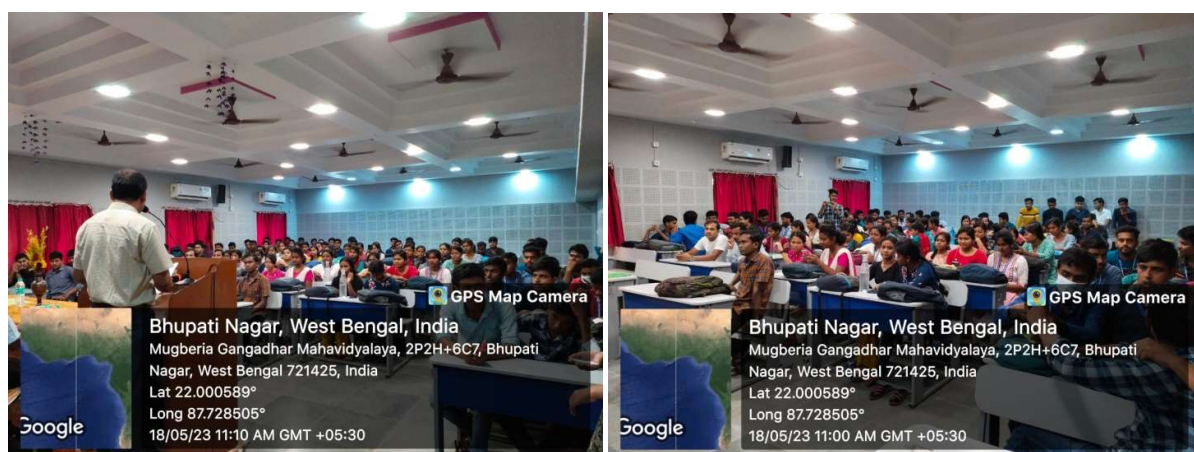 GPS Map Camera
Bhupati Nagar, West Bengal, India
Mugberia Gangadhar Mahavidyalaya, 2P2H+6C7, Bhupati
Nagar, West Bengal 721425, India
Lat 22.000589°
Long 87.728505°
18/05/23 11:10 AM GMT +05:30
Google
GPS Map Camera
Bhupati Nagar, West Bengal, India
Mugberia Gangadhar Mahavidyalaya, 2P2H+6C7, Bhupati
Nagar, West Bengal 721425, India
Lat 22.000589°
Long 87.728505°
18/05/23 11:00 AM GMT +05:30
Google